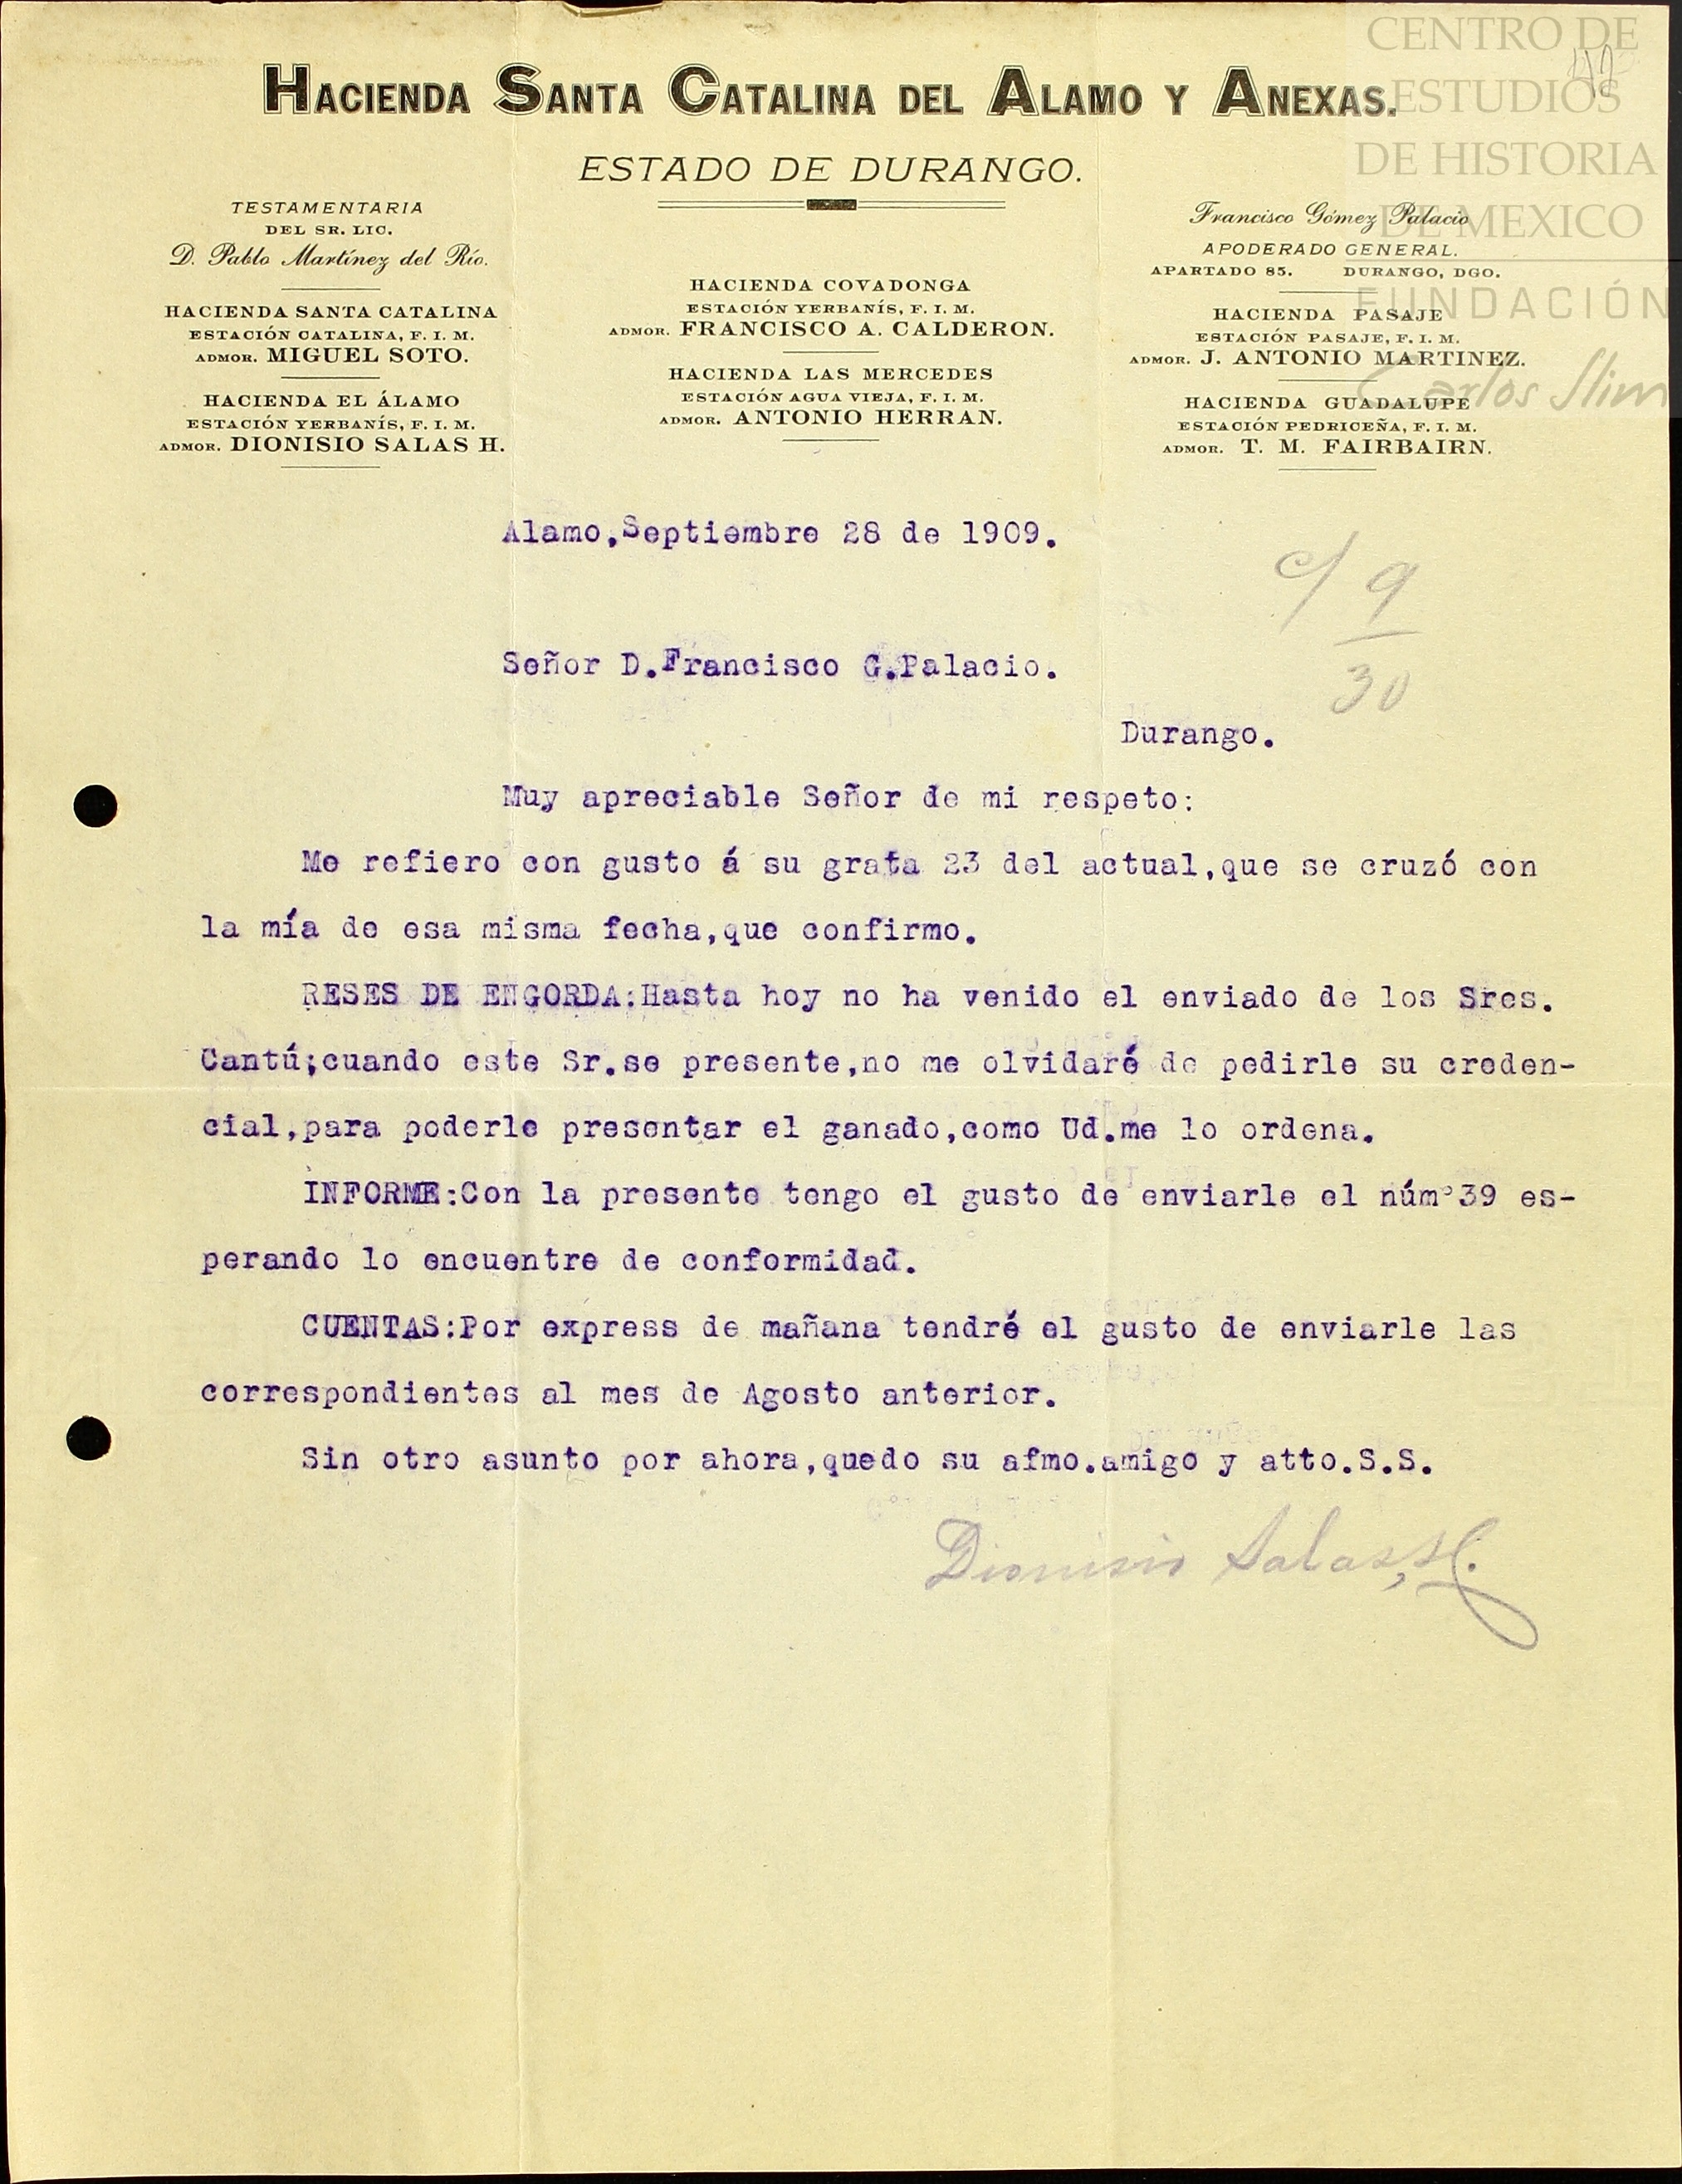 CENTRO DE
ESTUDIOS
DE HISTORIA
DE MEXICO
FUNDACIÓN
Carlos Slim
HACIENDA SANTA CATALINA DEL ALAMO Y ANEXAS.
ESTADO DE DURANGO.
TESTAMENTARIA
DEL SR. LIC.
D. Pablo Martínez del Río.
HACIENDA SANTA CATALINA
ESTACIÓN CATALINA, F. I. M.
ADMOR. MIGUEL SOTO.
HACIENDA EL ÁLAMO
ESTACIÓN YERBANÍS, F. I. M.
ADMOR. DIONISIO SALAS H.
HACIENDA COVADONGA
ESTACIÓN YERBANÍS, F. I. M.
ADMOR. FRANCISCO A. CALDERON.
HACIENDA LAS MERCEDES
ESTACIÓN AGUA VIEJA, F. I. M.
ADMOR. ANTONIO HERRAN.
Francisco Gómez Palacio
APODERADO GENERAL.
APARTADO 85. DURANGO, DGO.
HACIENDA PASAJE
ESTACIÓN PASAJE, F. I. M.
ADMOR. J. ANTONIO MARTINEZ.
HACIENDA GUADALUPE
ESTACIÓN PEDRICEÑA, F. I. M.
ADMOR. T. M. FAIRBAIRN.
Alamo,Septiembre 28 de 1909.
c/ 9
30
Señor D.Francisco G.Palacio.
Durango.
Muy apreciable Señor de mi respeto:
Me refiero con gusto á su grata 23 del actual,que se cruzó con
la mía de esa misma fecha,que confirmo.
RESES DE ENGORDA:Hasta hoy no ha venido el enviado de los Sres.
Cantú;cuando este Sr.se presente,no me olvidaré de pedirle su creden-
cial,para poderle presentar el ganado,como Ud.me lo ordena.
INFORME:Con la presente tengo el gusto de enviarle el númº39 es-
perando lo encuentre de conformidad.
CUENTAS:Por express de mañana tendré el gusto de enviarle las
correspondientes al mes de Agosto anterior.
Sin otro asunto por ahora,quedo su afmo.amigo y atto.S.S.
Dionisio Salas H.